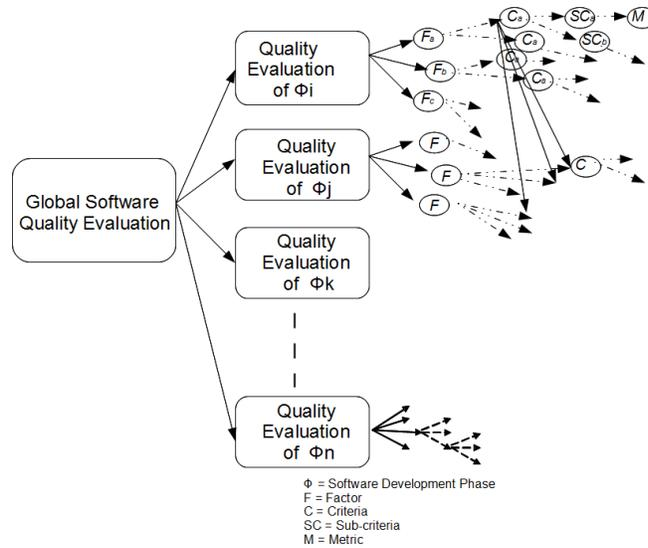 Global Software
Quality Evaluation
Quality
Evaluation
of Φi
Quality
Evaluation
of Φj
Quality
Evaluation
of Φk
Quality
Evaluation
of Φn
Fa
Fb
Fc
F
F
F
Ca
SCa
M
Ca
SCb
Ca
Ca
C
Φ = Software Development Phase
F = Factor
C = Criteria
SC = Sub-criteria
M = Metric